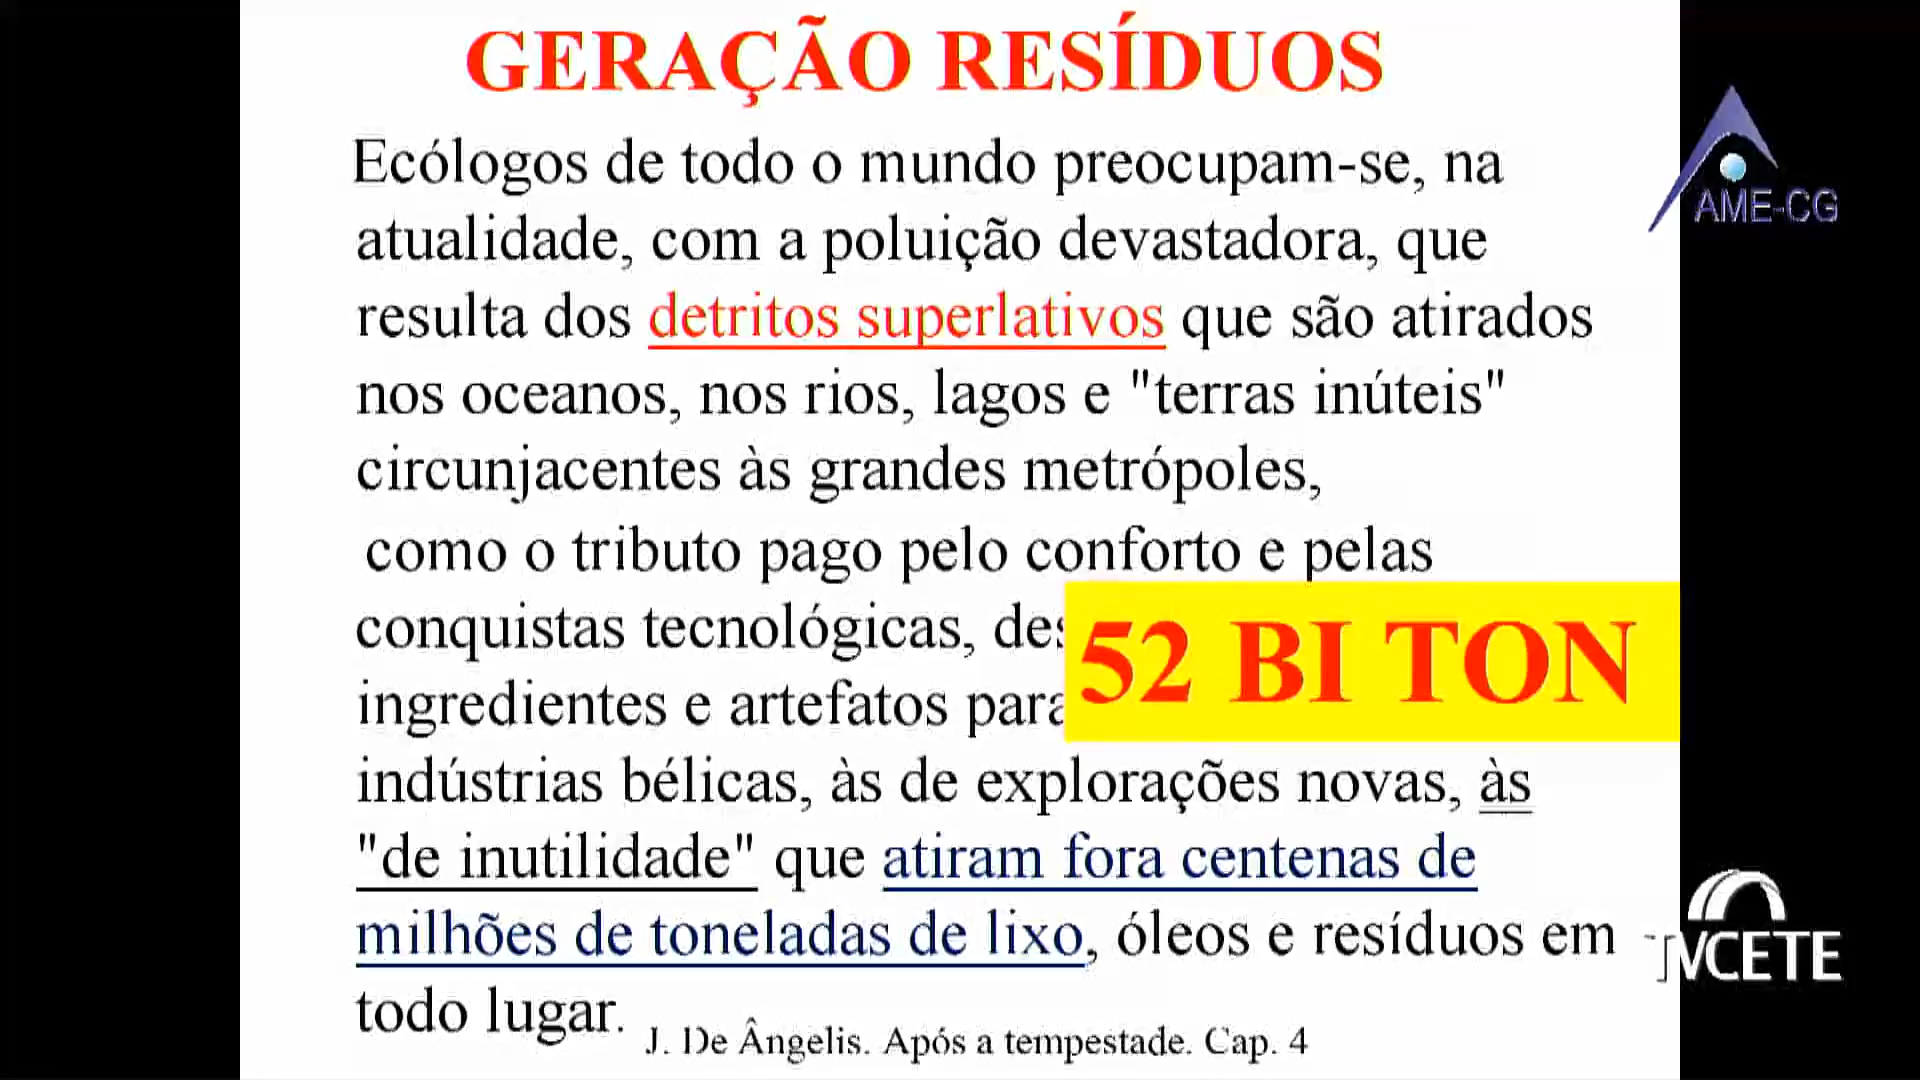 GERAÇÃO RESÍDUOS
Ecólogos de todo o mundo preocupam-se, na
atualidade, com a poluição devastadora, que
resulta dos detritos superlativos que são atirados
nos oceanos, nos rios, lagos e "terras inúteis"
circunjacentes às grandes metrópoles,
como o tributo pago pelo conforto e pelas
conquistas tecnológicas,
ingredientes e artefatos
52 BI TON
indústrias bélicas, às de explorações novas, às
"de inutilidade" que atiram fora centenas de
milhões de toneladas de lixo, óleos e resíduos em
todo lugar.
J. De Ângelis. Após a tempestade. Cap. 4
AME-CG
TVCETE